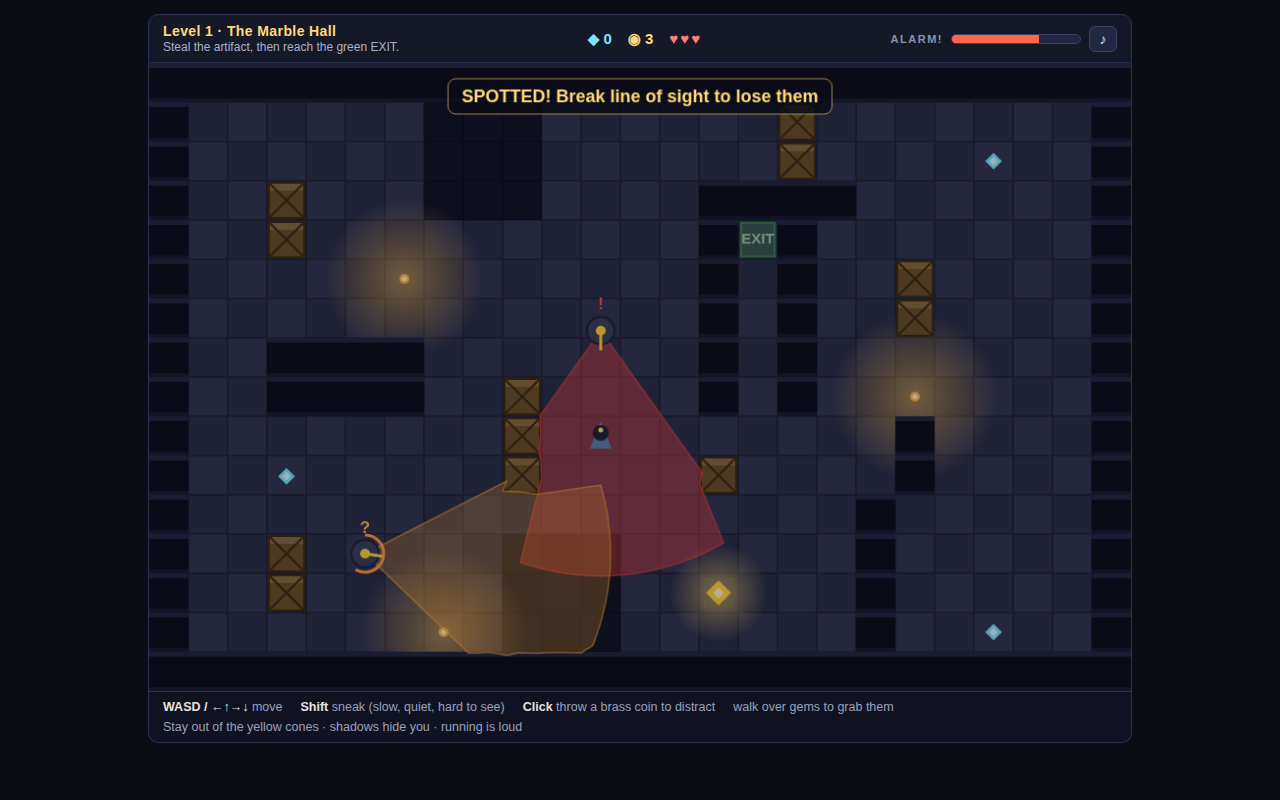 Level 1 · The Marble Hall
Steal the artifact, then reach the green EXIT.
◆ 0 ◉ 3 ♥♥♥
ALARM! ♪
SPOTTED! Break line of sight to lose them
EXIT
!
?
WASD / ←↑→↓ move Shift sneak (slow, quiet, hard to see) Click throw a brass coin to distract walk over gems to grab them
Stay out of the yellow cones · shadows hide you · running is loud